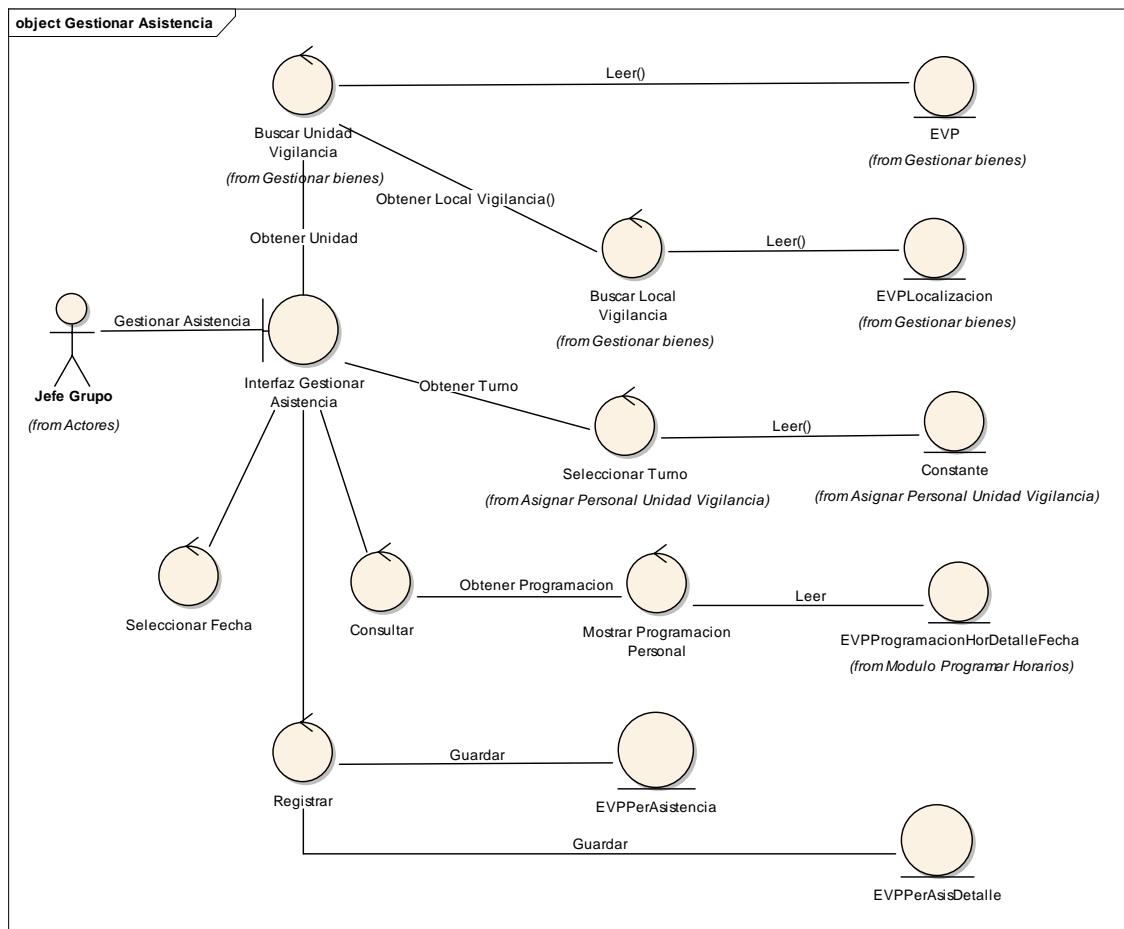 object Gestionar Asistencia
Leer()
Buscar Unidad
Vigilancia
(from Gestionar bienes)
EVP
(from Gestionar bienes)
Obtener Local Vigilancia()
Obtener Unidad
Leer()
Buscar Local
Vigilancia
(from Gestionar bienes)
EVPLocalizacion
(from Gestionar bienes)
Gestionar Asistencia
Jefe Grupo
(from Actores)
Interfaz Gestionar
Asistencia
Obtener Turno
Leer()
Seleccionar Turno
(from Asignar Personal Unidad Vigilancia)
Constante
(from Asignar Personal Unidad Vigilancia)
Seleccionar Fecha
Consultar
Obtener Programacion
Mostrar Programacion
Personal
Leer
EVPProgramacionHorDetalleFecha
(from Modulo Programar Horarios)
Registrar
Guardar
EVPPerAsistencia
Guardar
EVPPerAsisDetalle